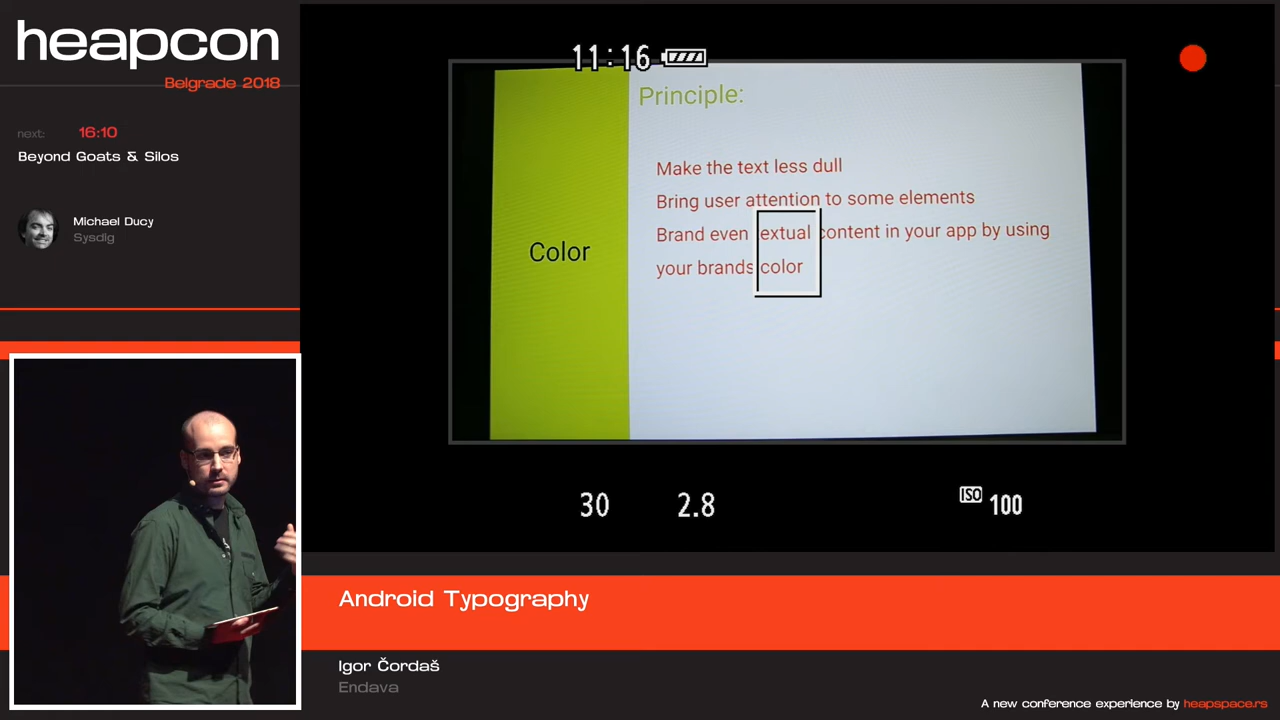 heapcon
Belgrade 2018
next: 16:10
Beyond Goats & Silos
Michael Ducy
Sysdig
11:16
Principle:
Make the text less dull
Bring user attention to some elements
Brand even textual content in your app by using
your brands color
Color
30 2.8 ISO 100
Android Typography
Igor Čordaš
Endava
A new conference experience by heapspace.rs